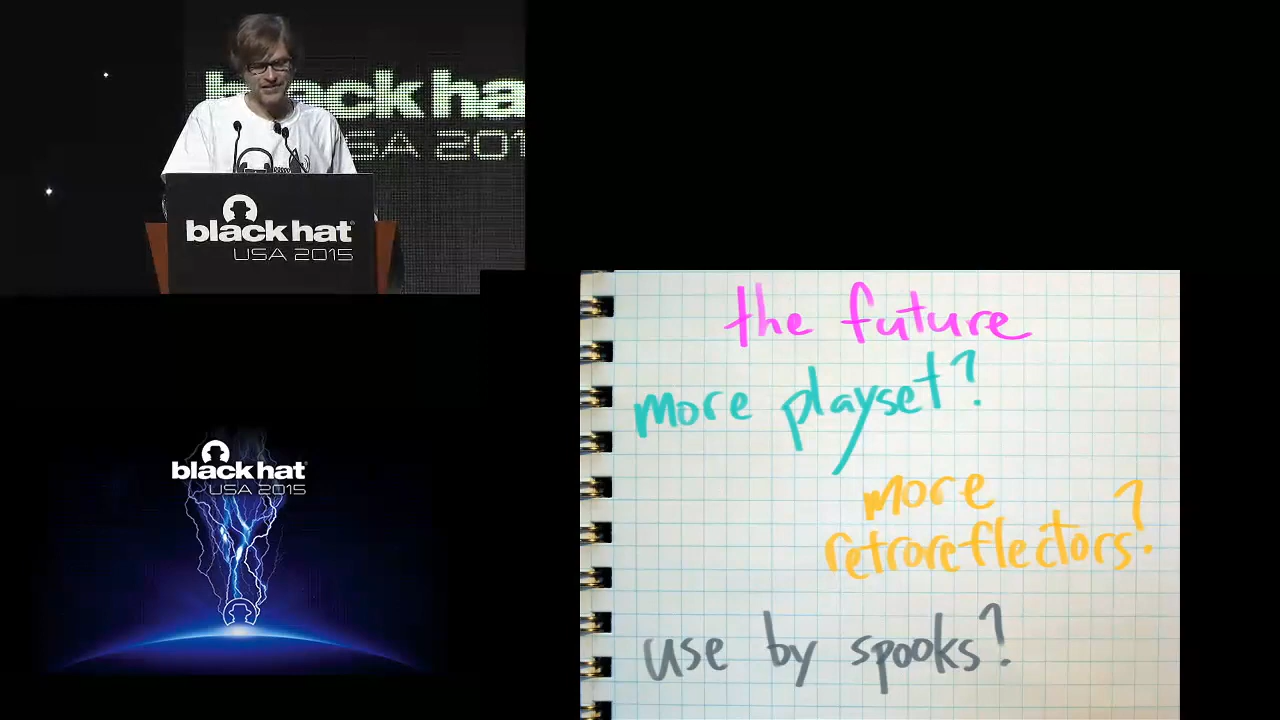 black ha
USA 201
black hat
USA 2015
the future
more playset?
more
retroreflectors?
use by spooks?
black hat
USA 2015